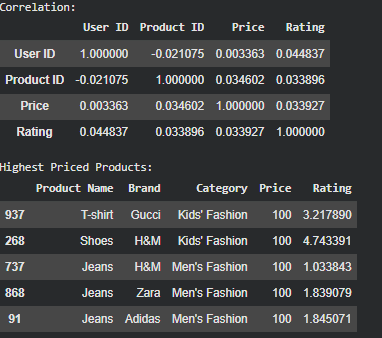 Correlation:
User ID Product ID Price Rating
User ID 1.000000 -0.021075 0.003363 0.044837
Product ID -0.021075 1.000000 0.034602 0.033896
Price 0.003363 0.034602 1.000000 0.033927
Rating 0.044837 0.033896 0.033927 1.000000
Highest Priced Products:
Product Name Brand Category Price Rating
937 T-shirt Gucci Kids' Fashion 100 3.217890
268 Shoes H&M Kids' Fashion 100 4.743391
737 Jeans H&M Men's Fashion 100 1.033843
868 Jeans Zara Men's Fashion 100 1.839079
91 Jeans Adidas Men's Fashion 100 1.845071